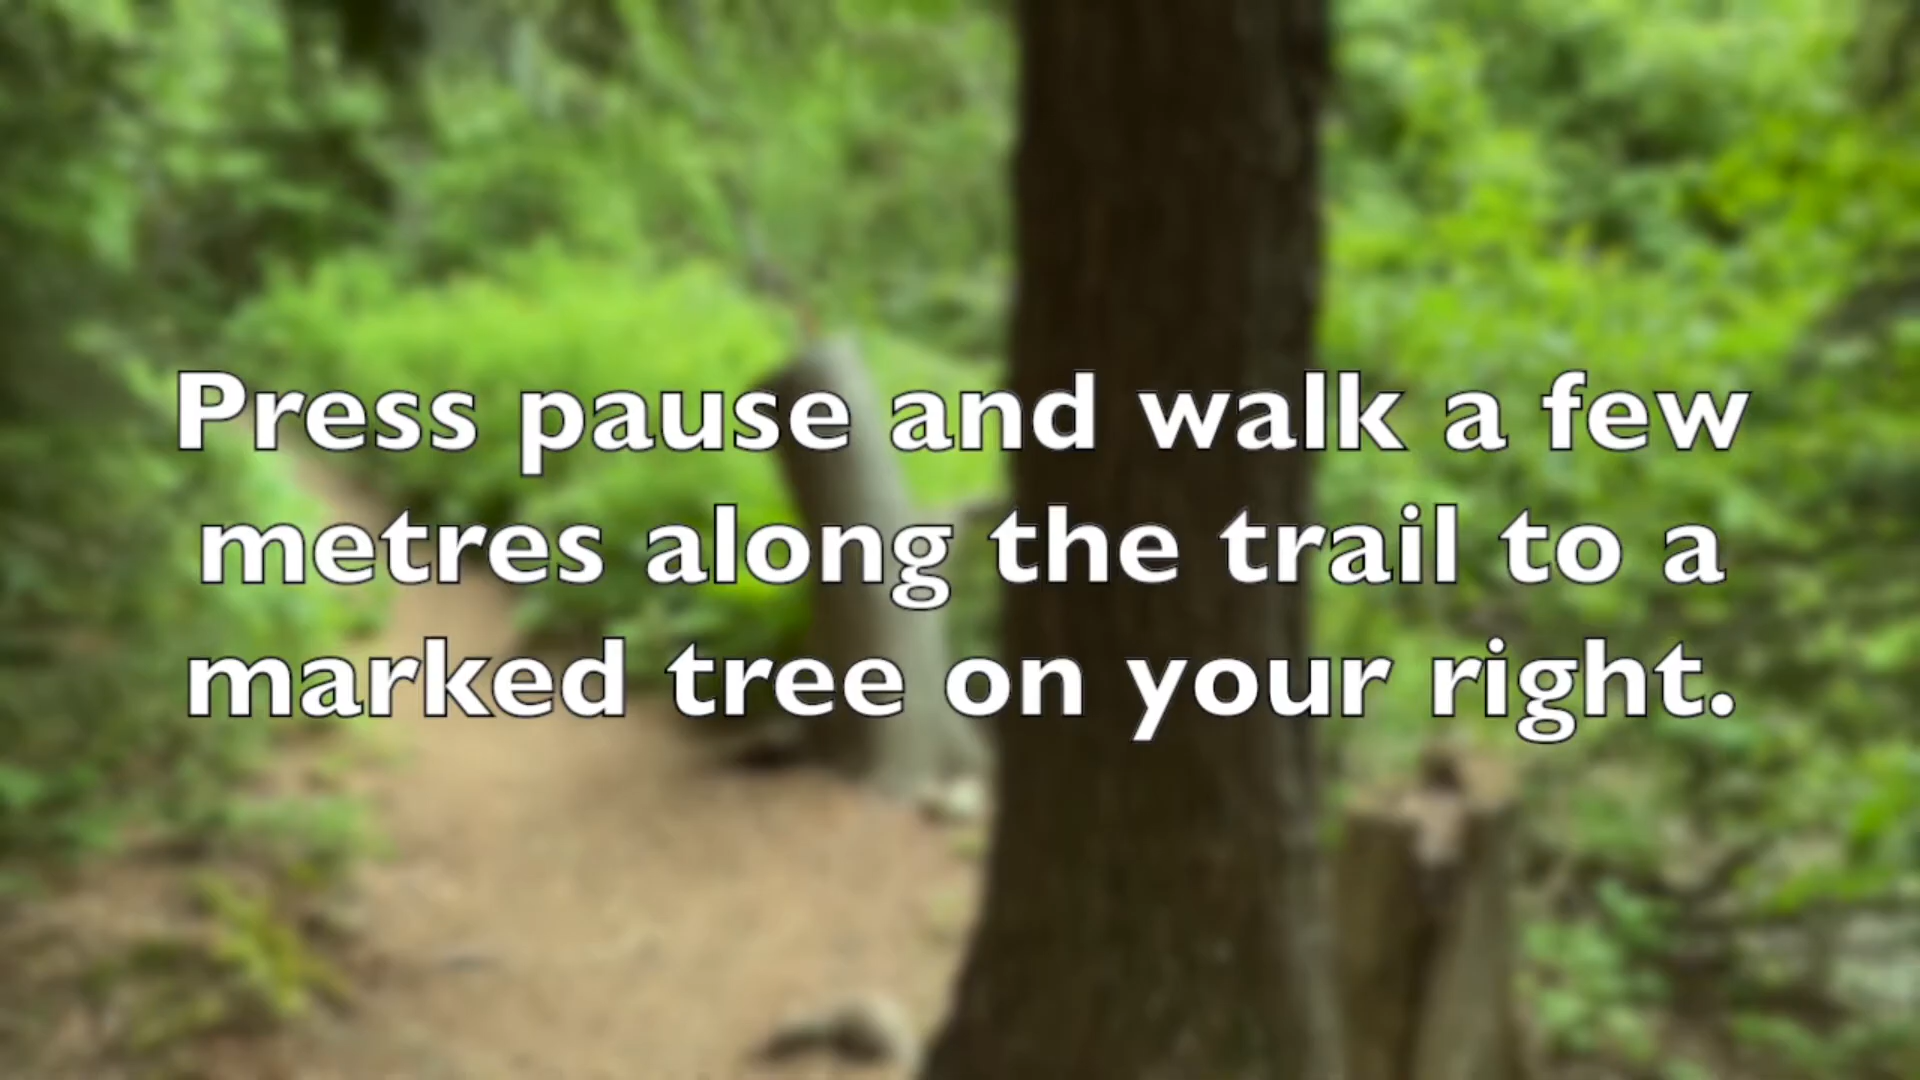 Press pause and walk a few
metres along the trail to a
marked tree on your right.